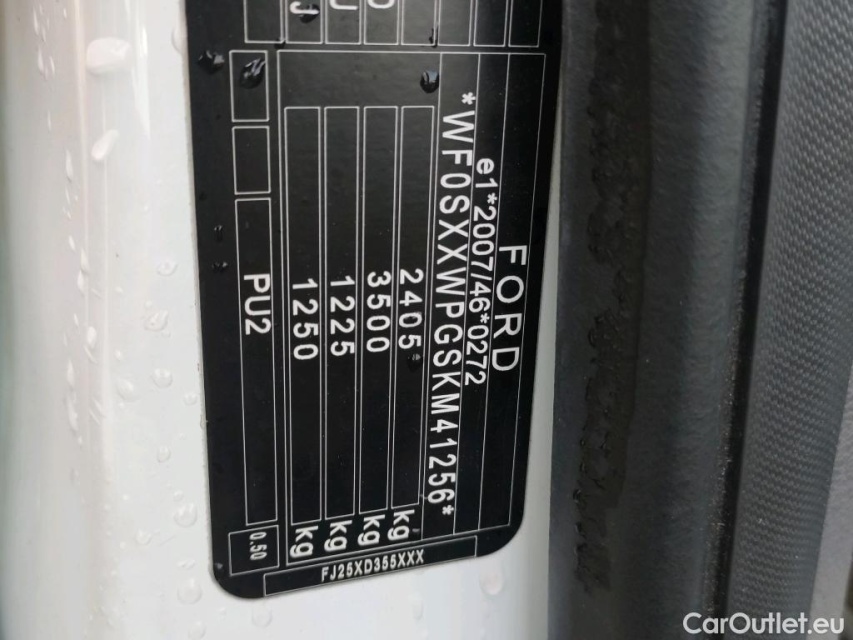 FORD
e1*2007/46*0272
*WF0SXXWPGSKM41256*
2405 kg
3500 kg
1225 kg
1250 kg
PU2
0.50
FJ25XD355XXX
CarOutlet.eu